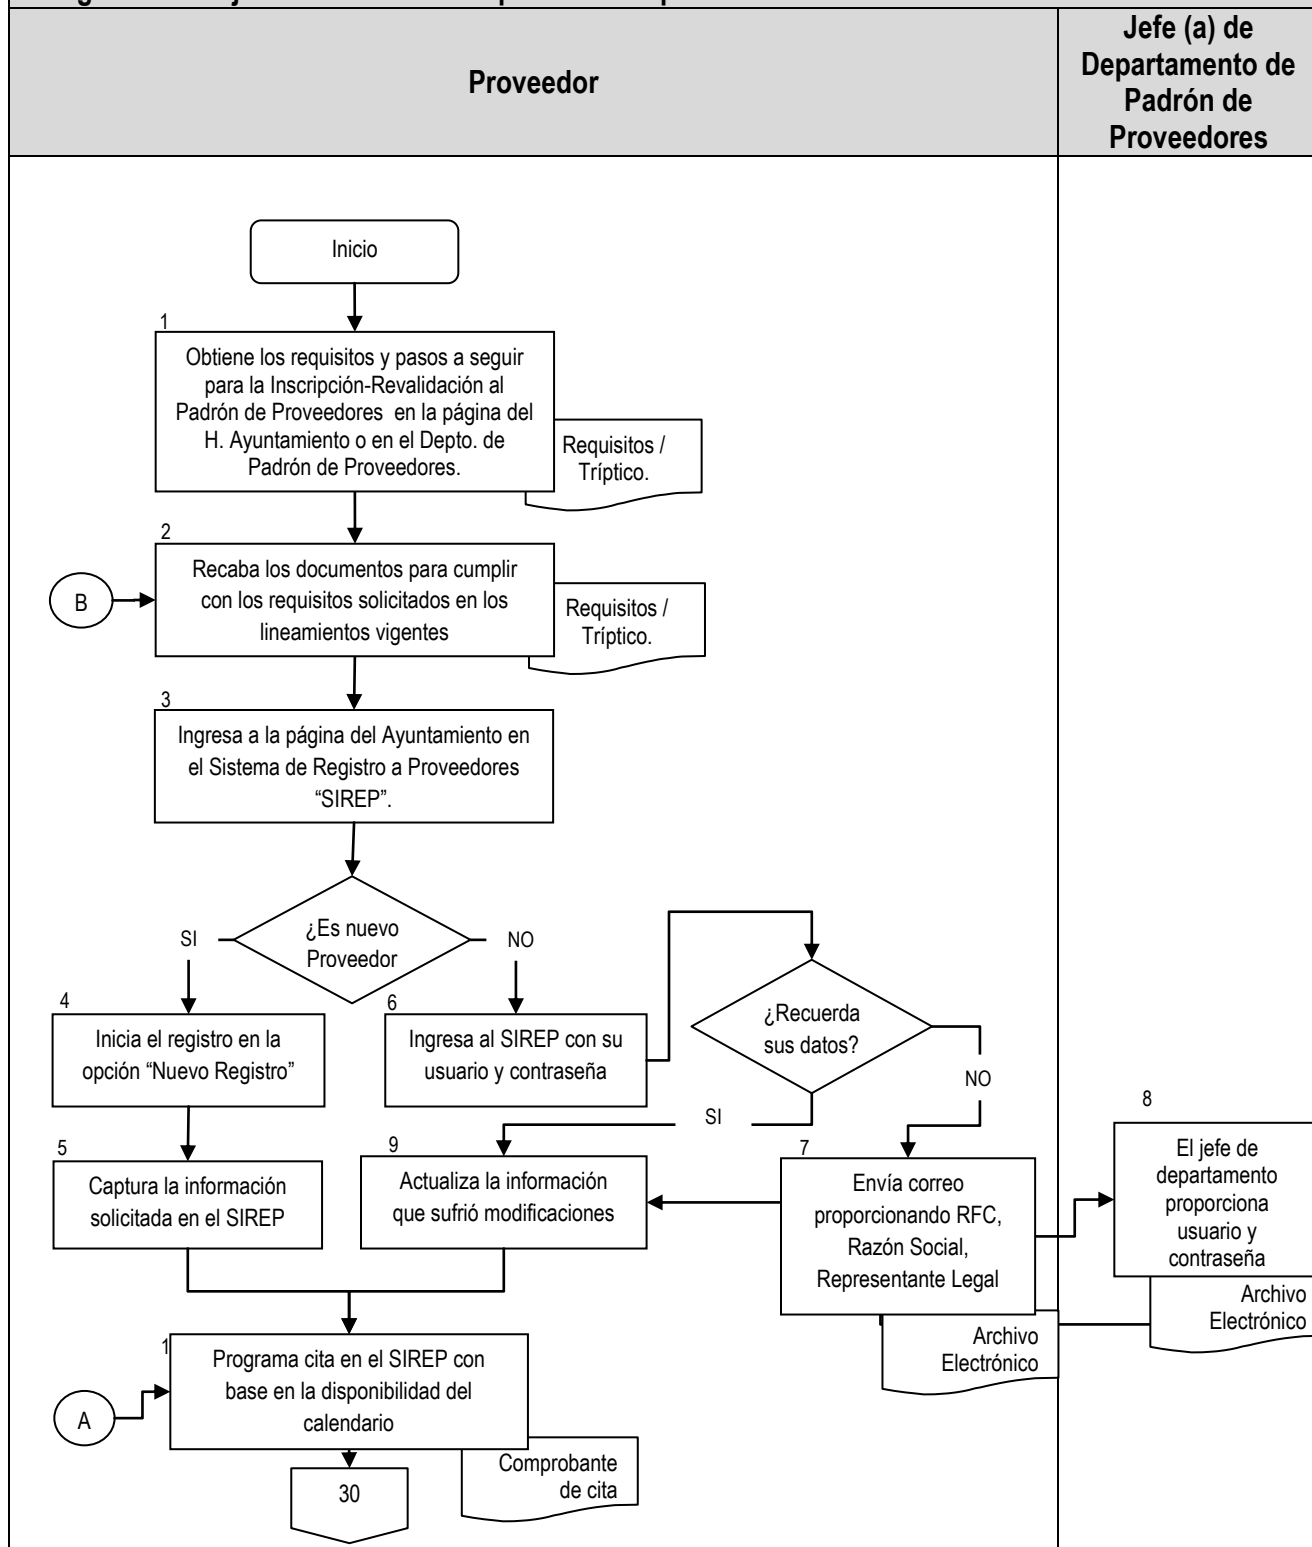 Proveedor
Jefe (a) de
Departamento de
Padrón de
Proveedores
Inicio
1
Obtiene los requisitos y pasos a seguir
para la Inscripción-Revalidación al
Padrón de Proveedores en la página del
H. Ayuntamiento o en el Depto. de
Padrón de Proveedores.
Requisitos /
Tríptico.
2
Recaba los documentos para cumplir
con los requisitos solicitados en los
lineamientos vigentes
B
Requisitos /
Tríptico.
3
Ingresa a la página del Ayuntamiento en
el Sistema de Registro a Proveedores
“SIREP”.
¿Es nuevo
Proveedor
SI
NO
4
Inicia el registro en la
opción “Nuevo Registro”
6
Ingresa al SIREP con su
usuario y contraseña
¿Recuerda
sus datos?
NO
SI
5
Captura la información
solicitada en el SIREP
9
Actualiza la información
que sufrió modificaciones
7
Envía correo
proporcionando RFC,
Razón Social,
Representante Legal
8
El jefe de
departamento
proporciona
usuario y
contraseña
Archivo
Electrónico
Archivo
Electrónico
1
Programa cita en el SIREP con
base en la disponibilidad del
calendario
A
Comprobante
de cita
30